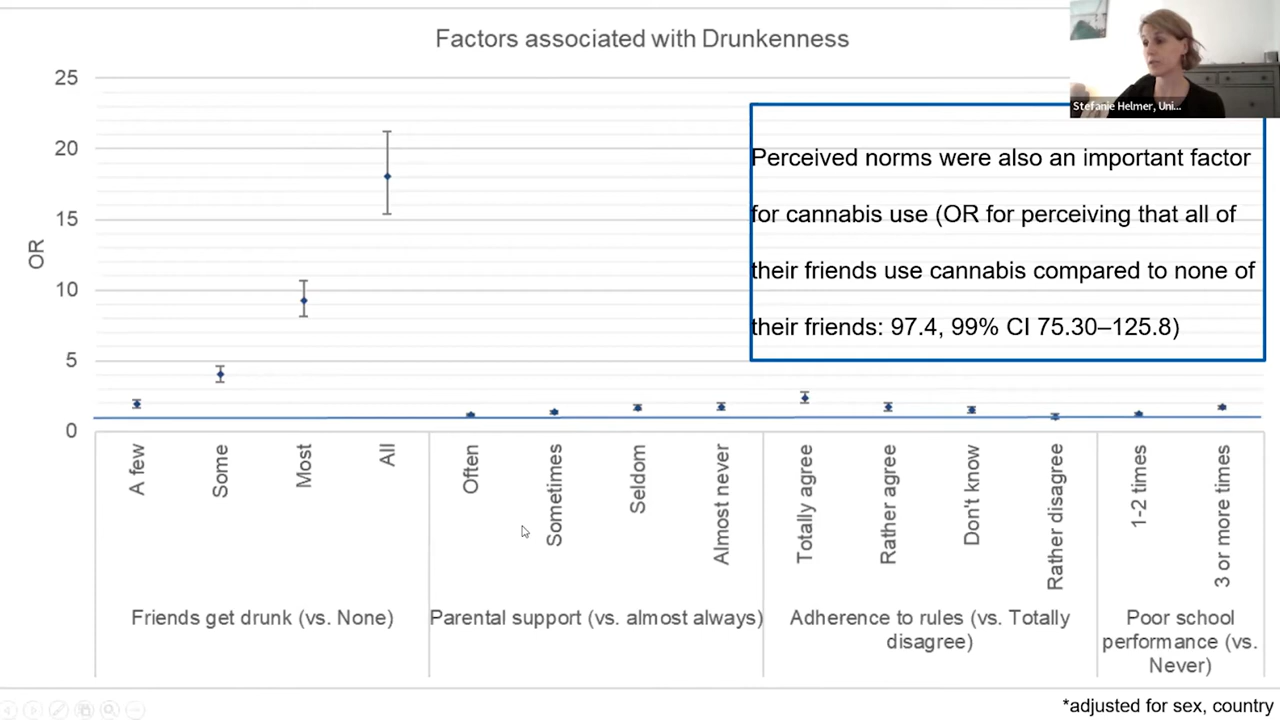 Factors associated with Drunkenness
Stefanie Helmer, Uni...
25
20
15
10
5
0
OR
Perceived norms were also an important factor
for cannabis use (OR for perceiving that all of
their friends use cannabis compared to none of
their friends: 97.4, 99% CI 75.30–125.8)
A few
Some
Most
All
Often
Sometimes
Seldom
Almost never
Totally agree
Rather agree
Don't know
Rather disagree
1-2 times
3 or more times
Friends get drunk (vs. None)
Parental support (vs. almost always)
Adherence to rules (vs. Totally
disagree)
Poor school
performance (vs.
Never)
*adjusted for sex, country